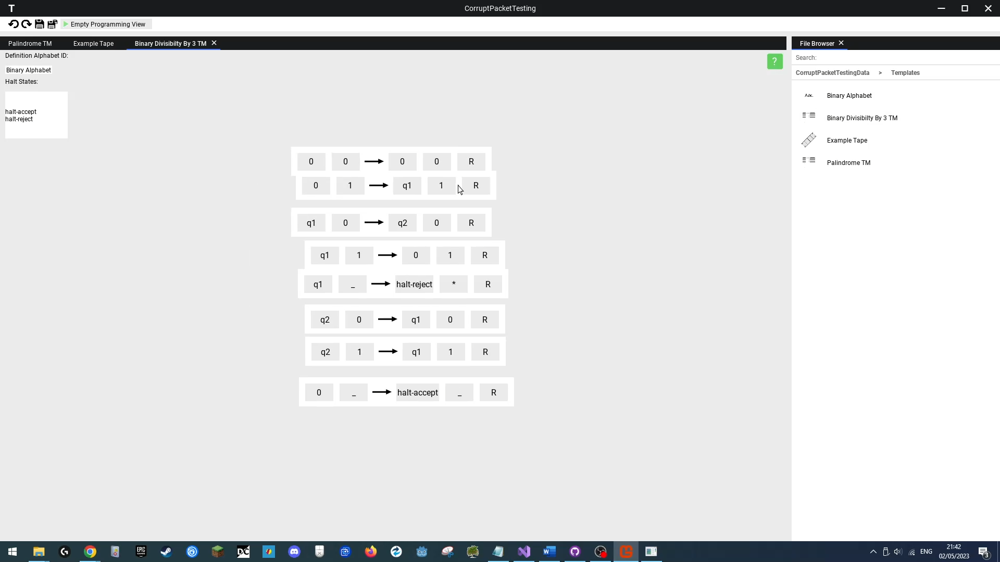 T
CorruptPacketTesting
Empty Programming View
Palindrome TM
Example Tape
Binary Divisibilty By 3 TM
File Browser
Definition Alphabet ID:
Binary Alphabet
Halt States:
halt-accept
halt-reject
?
0 0 0 0 R
0 1 q1 1 R
q1 0 q2 0 R
q1 1 0 1 R
q1 _ halt-reject * R
q2 0 q1 0 R
q2 1 q1 1 R
0 _ halt-accept _ R
Search:
CorruptPacketTestingData > Templates
Binary Alphabet
Binary Divisibilty By 3 TM
Example Tape
Palindrome TM
EPIC GAMES
DC
ENG
21:42
02/05/2023
3